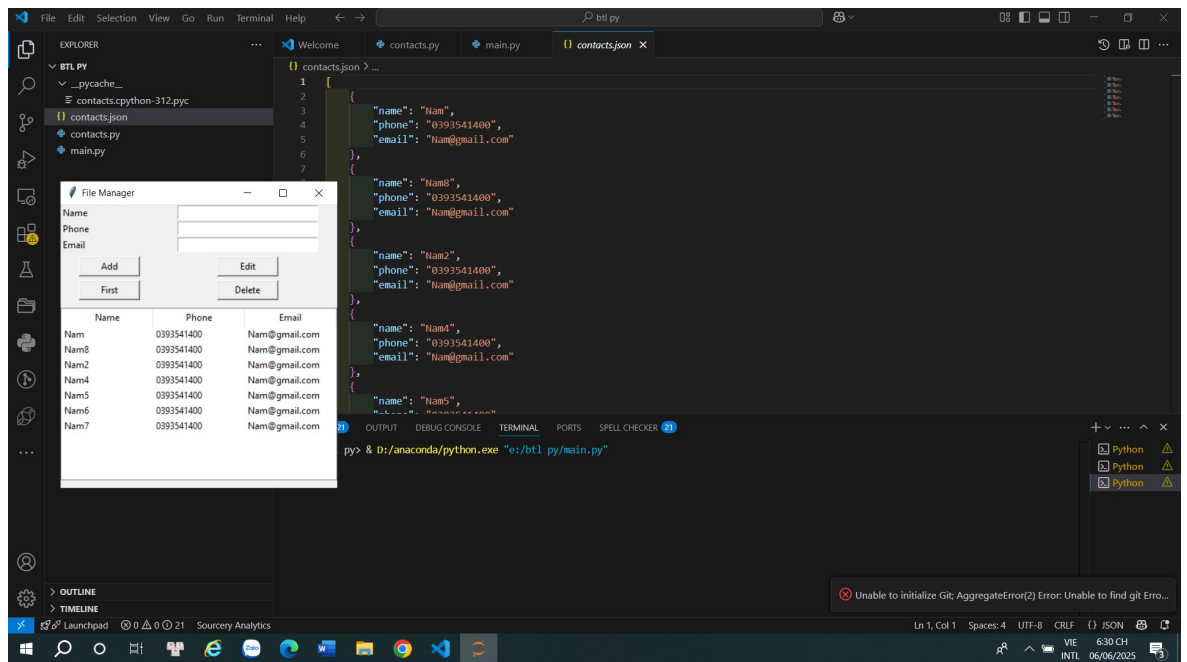 File Edit Selection View Go Run Terminal Help btl py
EXPLORER
BTL PY
__pycache__
contacts.cpython-312.pyc
contacts.json
contacts.py
main.py
Welcome contacts.py main.py {} contacts.json
{} contacts.json > ...
1 [
2 {
3 "name": "Nam",
4 "phone": "0393541400",
5 "email": "Nam@gmail.com"
6 },
7 {
"name": "Nam8",
"phone": "0393541400",
"email": "Nam@gmail.com"
},
{
"name": "Nam2",
"phone": "0393541400",
"email": "Nam@gmail.com"
},
{
"name": "Nam4",
"phone": "0393541400",
"email": "Nam@gmail.com"
},
{
"name": "Nam5",
File Manager
Name
Phone
Email
Add Edit
First Delete
Name Phone Email
Nam 0393541400 Nam@gmail.com
Nam8 0393541400 Nam@gmail.com
Nam2 0393541400 Nam@gmail.com
Nam4 0393541400 Nam@gmail.com
Nam5 0393541400 Nam@gmail.com
Nam6 0393541400 Nam@gmail.com
Nam7 0393541400 Nam@gmail.com
21 OUTPUT DEBUG CONSOLE TERMINAL PORTS SPELL CHECKER 21
py> & D:/anaconda/python.exe "e:/btl py/main.py"
Python
Python
Python
OUTLINE
TIMELINE
Unable to initialize Git; AggregateError(2) Error: Unable to find git Erro...
Launchpad 0 0 21 Sourcery Analytics Ln 1, Col 1 Spaces: 4 UTF-8 CRLF {} JSON
Zalo
VIE 6:30 CH
INTL 06/06/2025
3